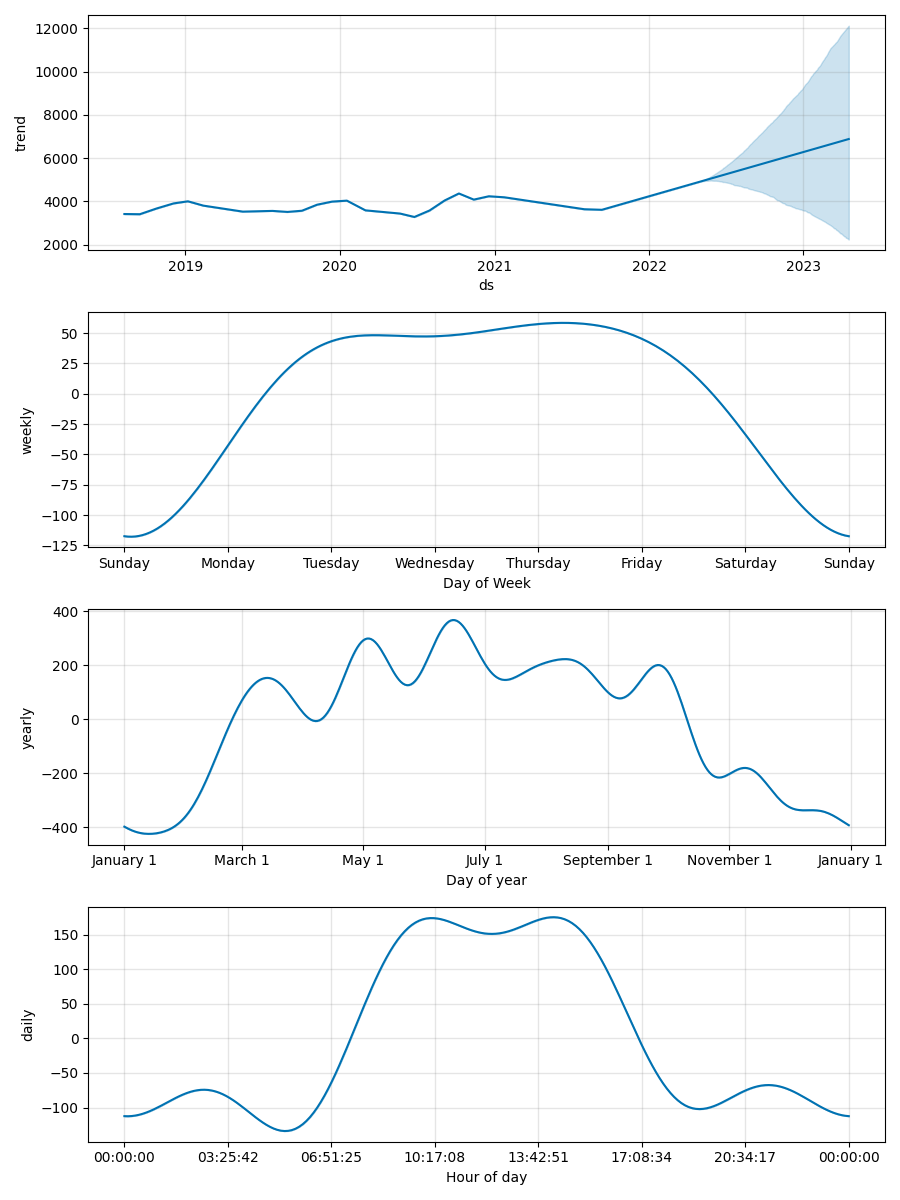 12000
10000
8000
6000
4000
2000
trend
2019 2020 2021 2022 2023
ds
50
25
0
−25
−50
−75
−100
−125
weekly
Sunday Monday Tuesday Wednesday Thursday Friday Saturday Sunday
Day of Week
400
200
0
−200
−400
yearly
January 1 March 1 May 1 July 1 September 1 November 1 January 1
Day of year
150
100
50
0
−50
−100
daily
00:00:00 03:25:42 06:51:25 10:17:08 13:42:51 17:08:34 20:34:17 00:00:00
Hour of day